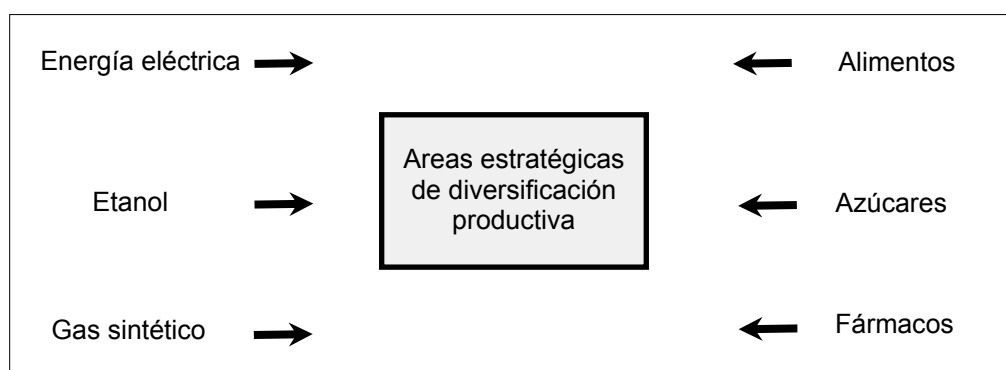 Energía eléctrica
Alimentos
Areas estratégicas
de diversificación
productiva
Etanol
Azúcares
Gas sintético
Fármacos